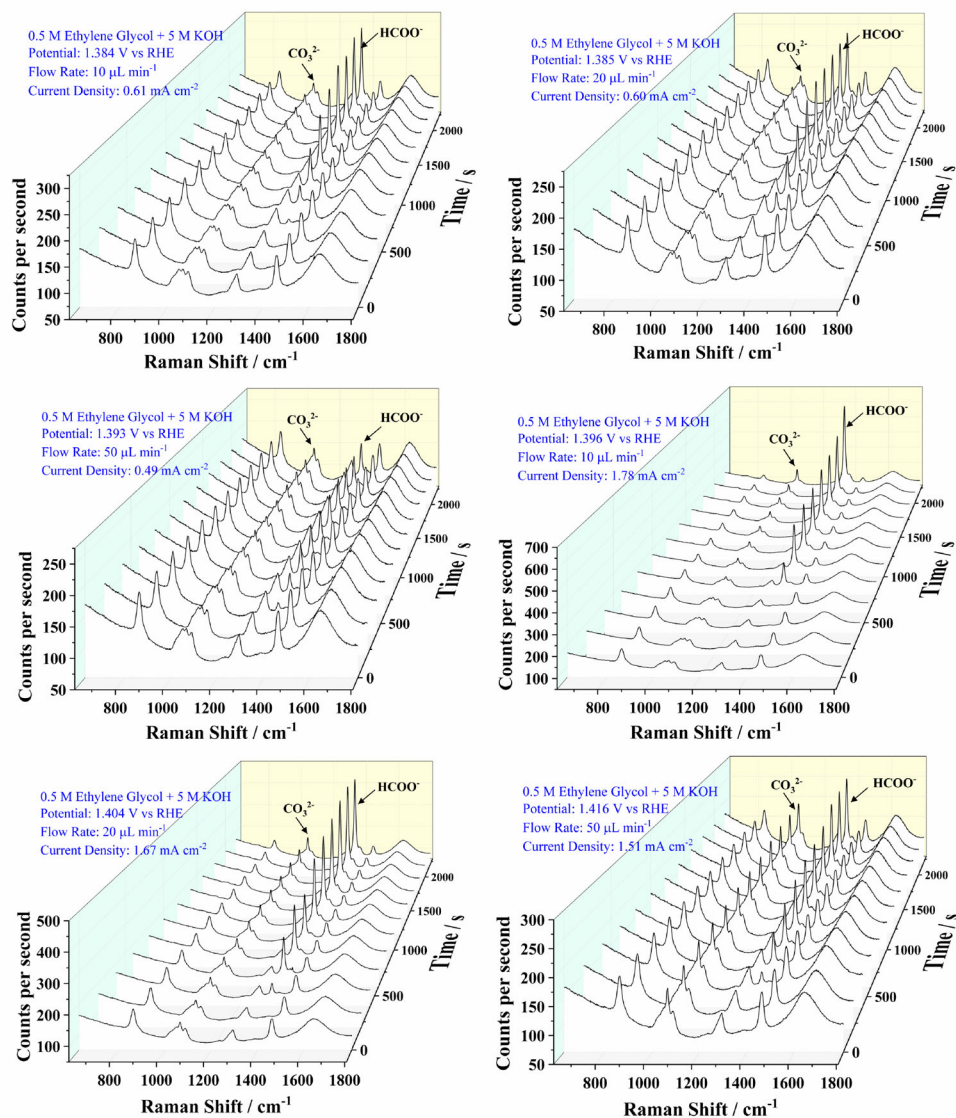 0.5 M Ethylene Glycol + 5 M KOH
Potential: 1.384 V vs RHE
Flow Rate: 10 μL min⁻¹
Current Density: 0.61 mA cm⁻²
CO₃²⁻
HCOO⁻
Counts per second
300
250
200
150
100
50
800 1000 1200 1400 1600 1800
Raman Shift / cm⁻¹
0
500
1000
1500
2000
Time / s
0.5 M Ethylene Glycol + 5 M KOH
Potential: 1.385 V vs RHE
Flow Rate: 20 μL min⁻¹
Current Density: 0.60 mA cm⁻²
CO₃²⁻
HCOO⁻
Counts per second
250
200
150
100
50
800 1000 1200 1400 1600 1800
Raman Shift / cm⁻¹
0
500
1000
1500
2000
Time / s
0.5 M Ethylene Glycol + 5 M KOH
Potential: 1.393 V vs RHE
Flow Rate: 50 μL min⁻¹
Current Density: 0.49 mA cm⁻²
CO₃²⁻
HCOO⁻
Counts per second
250
200
150
100
50
800 1000 1200 1400 1600 1800
Raman Shift / cm⁻¹
0
500
1000
1500
2000
Time / s
0.5 M Ethylene Glycol + 5 M KOH
Potential: 1.396 V vs RHE
Flow Rate: 10 μL min⁻¹
Current Density: 1.78 mA cm⁻²
CO₃²⁻
HCOO⁻
Counts per second
700
600
500
400
300
200
100
800 1000 1200 1400 1600 1800
Raman Shift / cm⁻¹
0
500
1000
1500
2000
Time / s
0.5 M Ethylene Glycol + 5 M KOH
Potential: 1.404 V vs RHE
Flow Rate: 20 μL min⁻¹
Current Density: 1.67 mA cm⁻²
CO₃²⁻
HCOO⁻
Counts per second
500
400
300
200
100
800 1000 1200 1400 1600 1800
Raman Shift / cm⁻¹
0
500
1000
1500
2000
Time / s
0.5 M Ethylene Glycol + 5 M KOH
Potential: 1.416 V vs RHE
Flow Rate: 50 μL min⁻¹
Current Density: 1.51 mA cm⁻²
CO₃²⁻
HCOO⁻
Counts per second
300
250
200
150
100
50
800 1000 1200 1400 1600 1800
Raman Shift / cm⁻¹
0
500
1000
1500
2000
Time / s